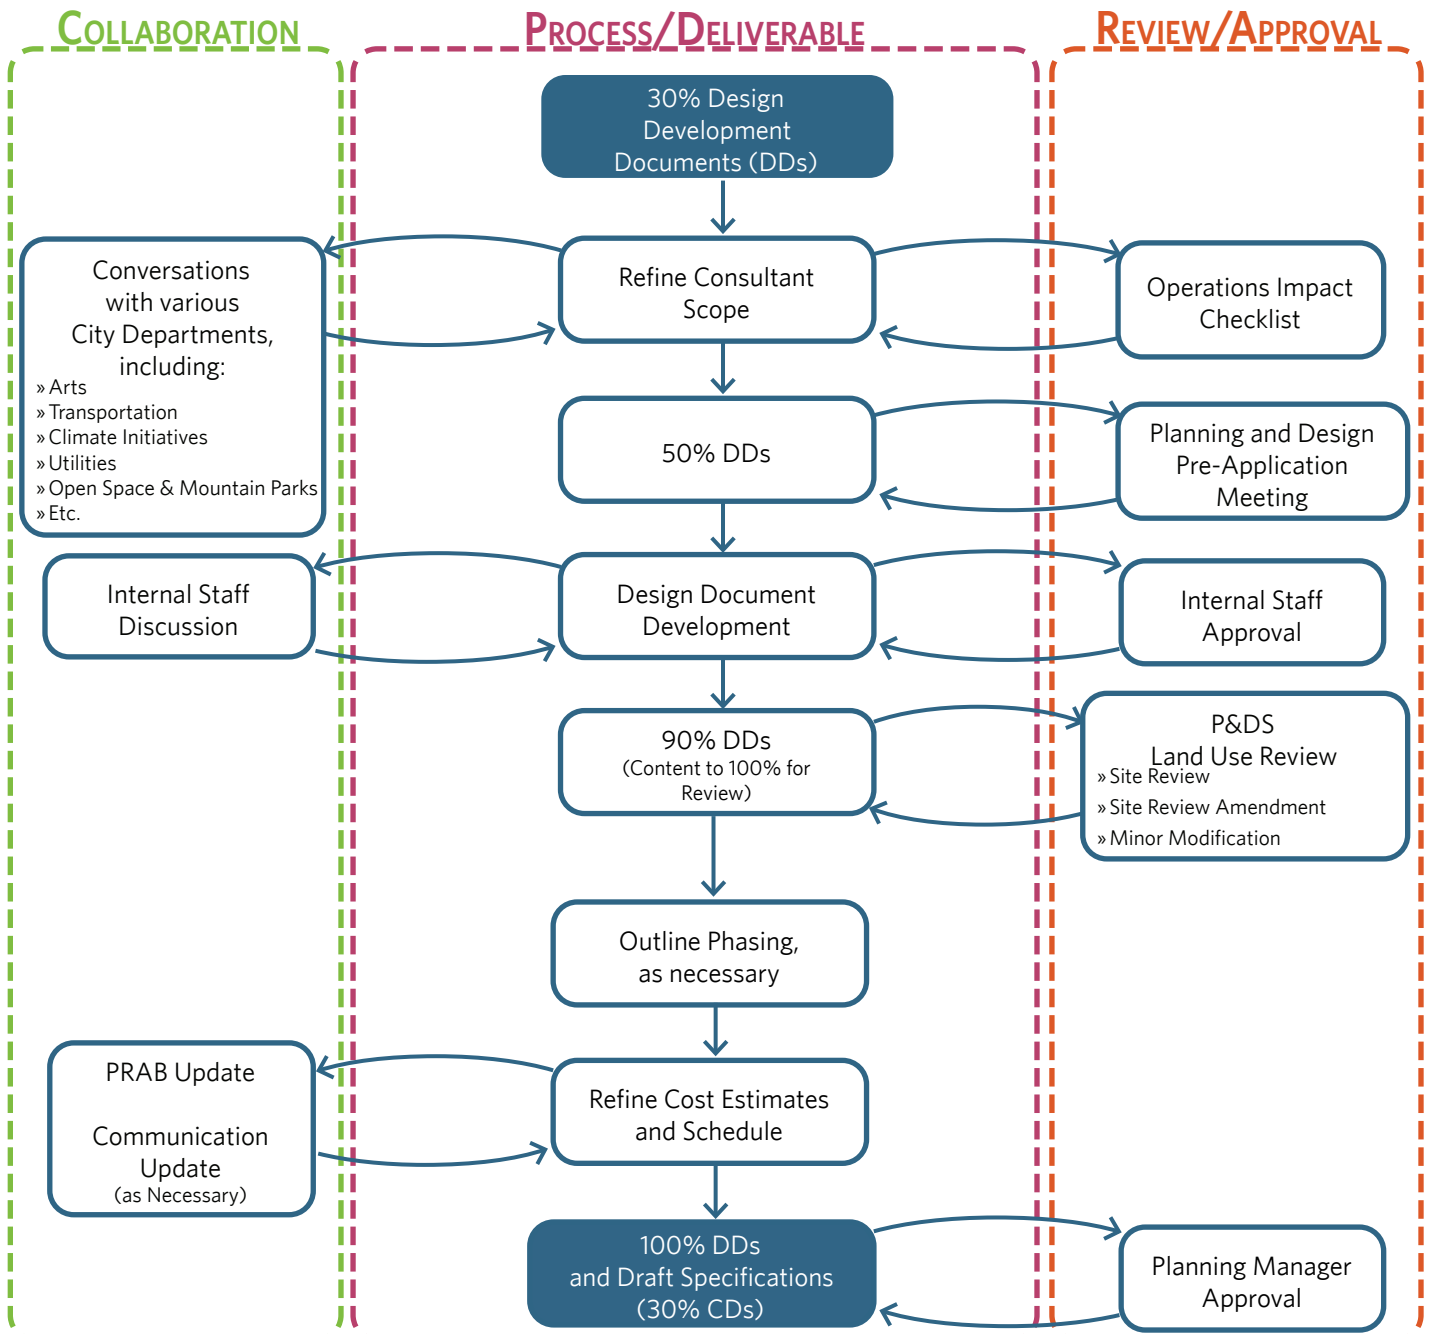 COLLABORATION
PROCESS/DELIVERABLE
REVIEW/APPROVAL
30% Design
Development
Documents (DDs)
Conversations
with various
City Departments,
including:
» Arts
» Transportation
» Climate Initiatives
» Utilities
» Open Space & Mountain Parks
» Etc.
Refine Consultant
Scope
Operations Impact
Checklist
50% DDs
Planning and Design
Pre-Application
Meeting
Internal Staff
Discussion
Design Document
Development
Internal Staff
Approval
90% DDs
(Content to 100% for
Review)
P&DS
Land Use Review
» Site Review
» Site Review Amendment
» Minor Modification
Outline Phasing,
as necessary
PRAB Update
Communication
Update
(as Necessary)
Refine Cost Estimates
and Schedule
100% DDs
and Draft Specifications
(30% CDs)
Planning Manager
Approval